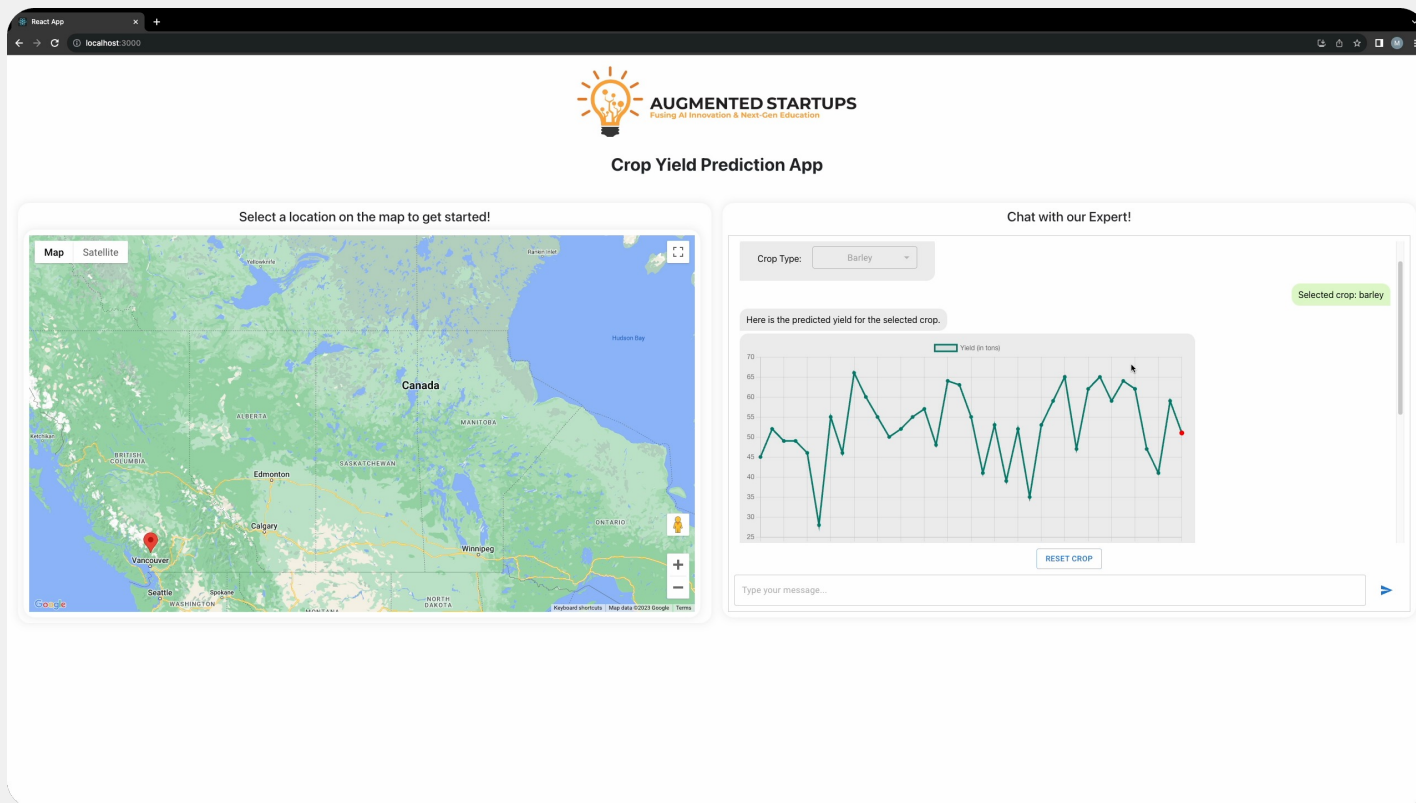 React App
localhost:3000
M
AUGMENTED STARTUPS
Fusing AI Innovation & Next-Gen Education
Crop Yield Prediction App
Select a location on the map to get started!
Map
Satellite
Yellowknife
Rankin Inlet
Hudson Bay
Canada
ALBERTA
MANITOBA
Ketchikan
BRITISH
COLUMBIA
SASKATCHEWAN
Edmonton
Calgary
ONTARIO
Winnipeg
Vancouver
Seattle
Spokane
WASHINGTON
MONTANA
NORTH
DAKOTA
Google
Keyboard shortcuts
Map data ©2023 Google
Terms
Chat with our Expert!
Crop Type:
Barley
Selected crop: barley
Here is the predicted yield for the selected crop.
Yield (in tons)
70
65
60
55
50
45
40
35
30
25
RESET CROP
Type your message...